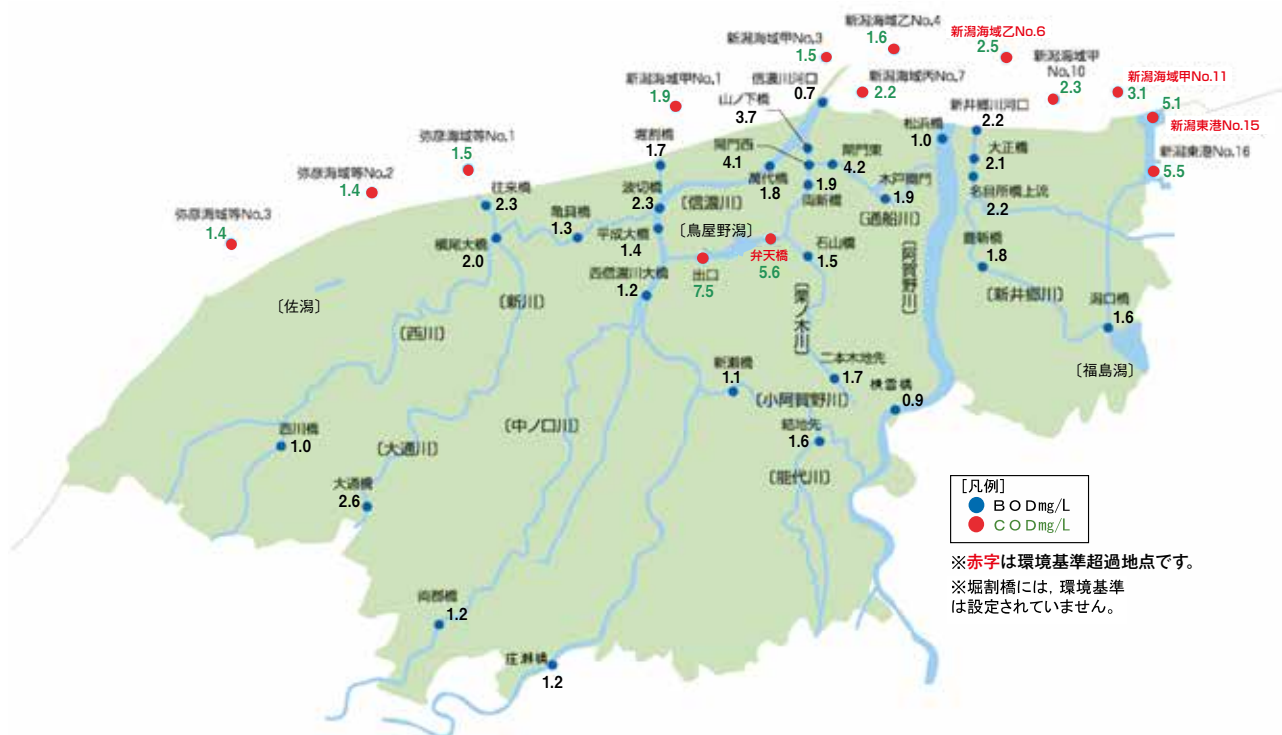 新潟海域乙No.4
1.6
新潟海域甲No.3
1.5
新潟海域乙No.6
2.5
新潟海域甲
No.10
2.3
新潟海域甲No.11
3.1
5.1
新潟東港No.15
新潟東港No.16
5.5
新潟海域丙No.7
2.2
信濃川河口
0.7
新潟海域甲No.1
1.9
山ノ下橋
3.7
弥彦海域等No.1
1.5
弥彦海域等No.2
1.4
弥彦海域等No.3
1.4
堀割橋
1.7
閘門西
4.1
閘門東
4.2
松浜橋
1.0
新井郷川河口
2.2
大正橋
2.1
名目所橋上流
2.2
往来橋
2.3
波切橋
2.3
萬代橋
1.8
1.9
両新橋
木戸閘門
1.9
〔信濃川〕
〔通船川〕
亀貝橋
1.3
平成大橋
1.4
〔鳥屋野潟〕
槇尾大橋
2.0
西信濃川大橋
1.2
出口
7.5
弁天橋
5.6
石山橋
1.5
〔阿賀野川〕
豊新橋
1.8
〔新井郷川〕
潟口橋
1.6
〔佐潟〕
〔新川〕
〔西川〕
〔栗ノ木川〕
〔福島潟〕
新瀬橋
1.1
二本木地先
1.7
横雲橋
0.9
〔小阿賀野川〕
〔中ノ口川〕
〔大通川〕
西川橋
1.0
結地先
1.6
〔能代川〕
大通橋
2.6
両郡橋
1.2
庄瀬橋
1.2
[凡例]
BODmg/L
CODmg/L
※赤字は環境基準超過地点です。
※堀割橋には，環境基準
は設定されていません。